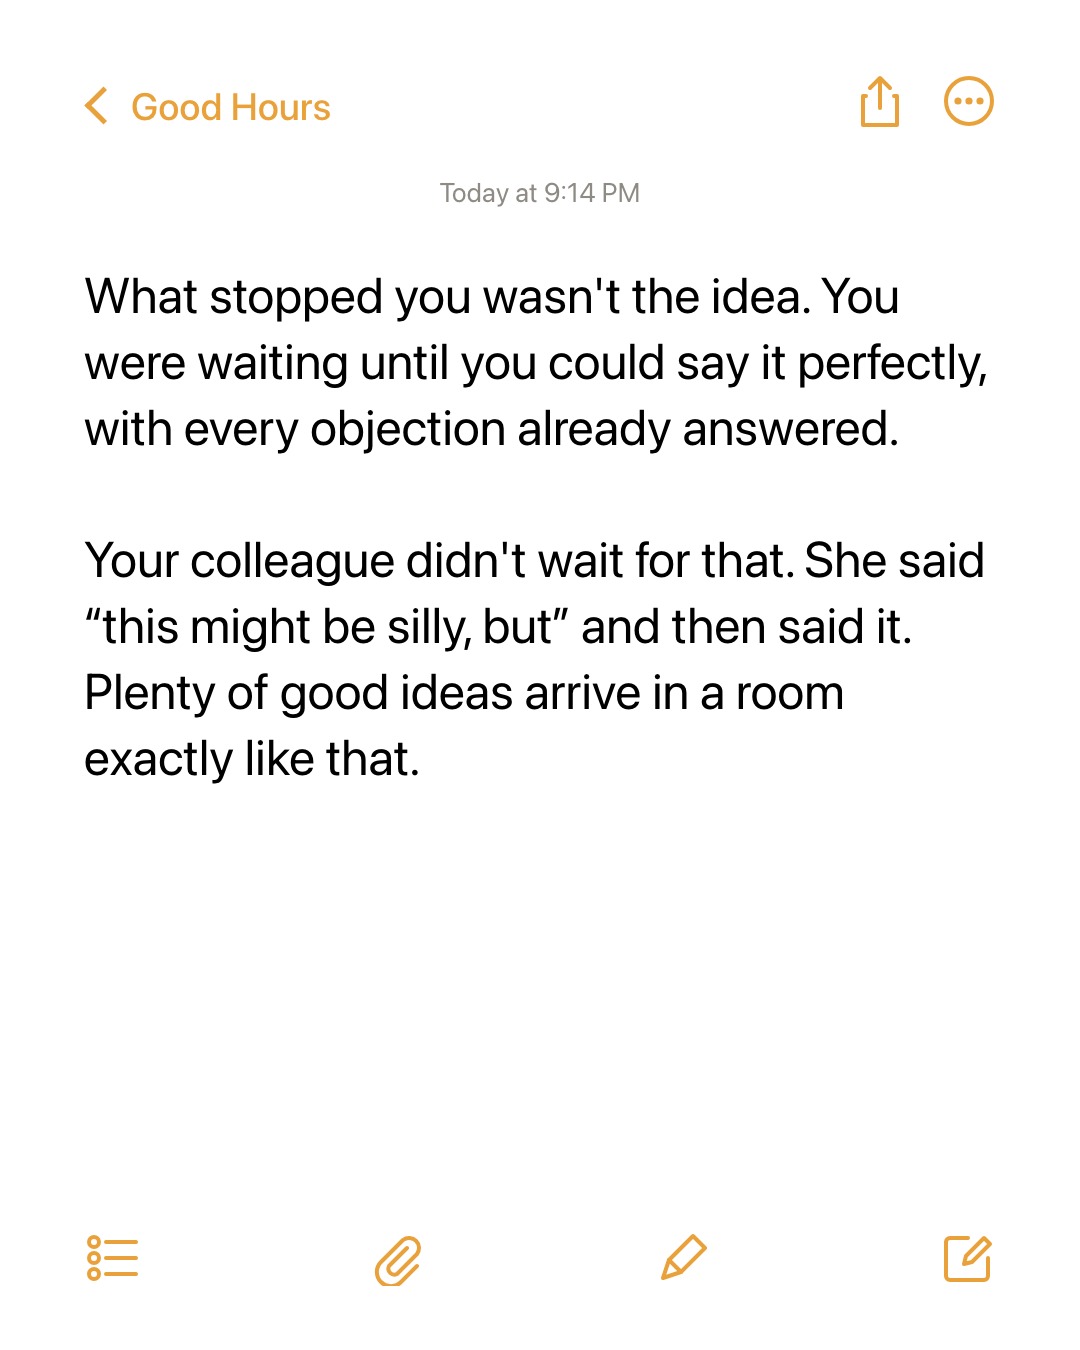 Good Hours
Today at 9:14 PM
What stopped you wasn't the idea. You
were waiting until you could say it perfectly,
with every objection already answered.
Your colleague didn't wait for that. She said
“this might be silly, but” and then said it.
Plenty of good ideas arrive in a room
exactly like that.